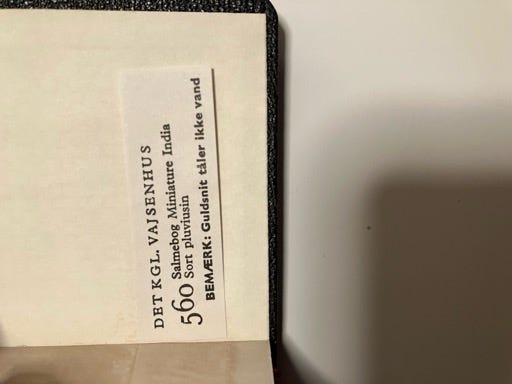 DET KGL. VAJSENHUS
560 Salmebog Miniature India
Sort pluviusin
BEMÆRK: Guldsnit tåler ikke vand